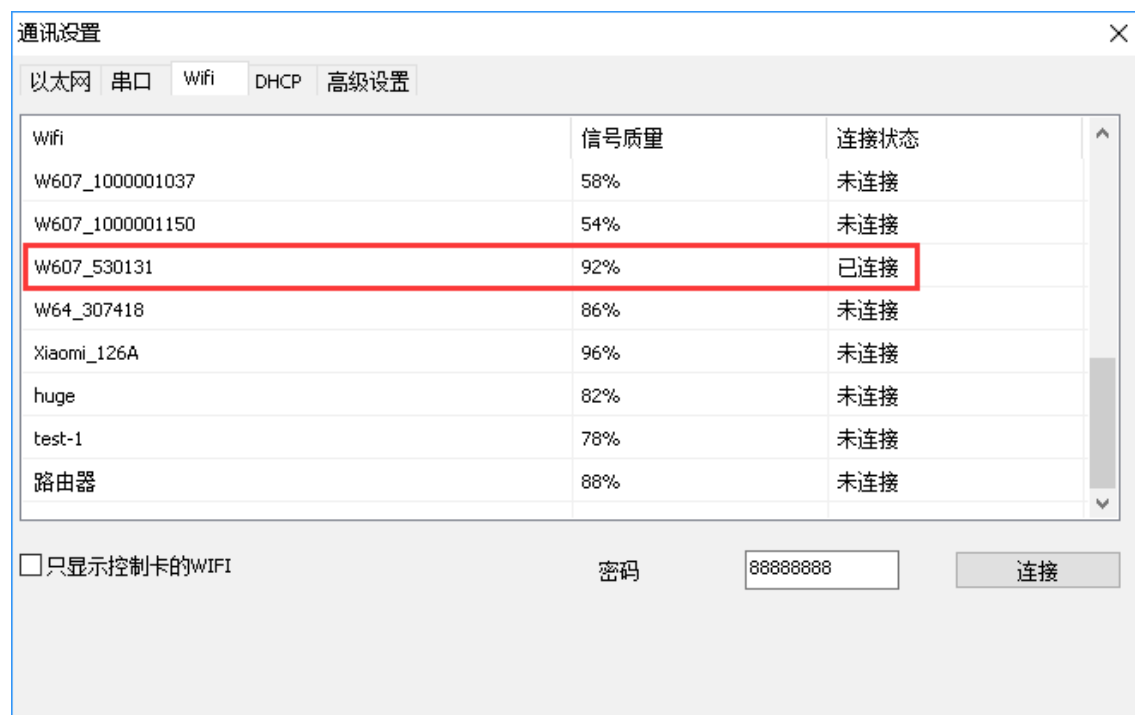 通讯设置
以太网 串口 Wifi DHCP 高级设置
Wifi 信号质量 连接状态
W607_1000001037 58% 未连接
W607_1000001150 54% 未连接
W607_530131 92% 已连接
W64_307418 86% 未连接
Xiaomi_126A 96% 未连接
huge 82% 未连接
test-1 78% 未连接
路由器 88% 未连接
只显示控制卡的WIFI 密码 88888888 连接